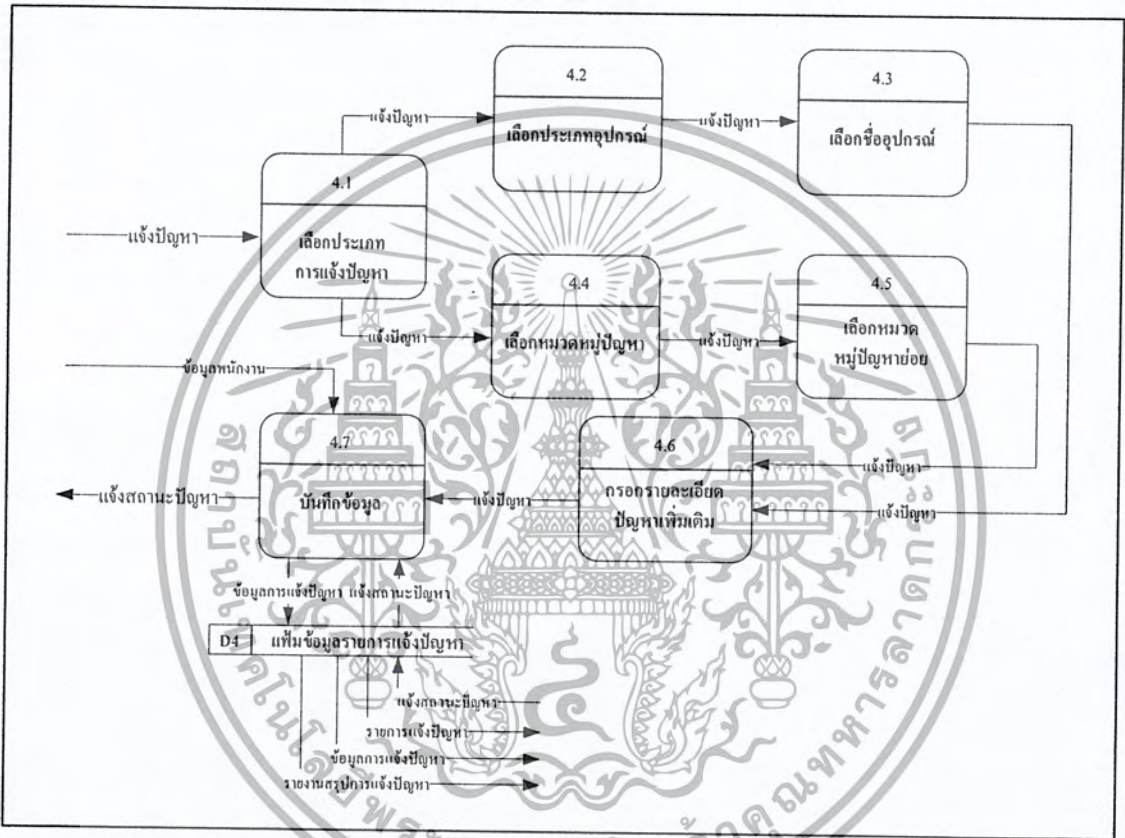 4.2
เลือกประเภทอุปกรณ์
4.3
เลือกชื่ออุปกรณ์
แจ้งปัญหา
แจ้งปัญหา
4.1
เลือกประเภท
การแจ้งปัญหา
แจ้งปัญหา
4.4
เลือกหมวดหมู่ปัญหา
4.5
เลือกหมวด
หมู่ปัญหาย่อย
แจ้งปัญหา
แจ้งปัญหา
ข้อมูลพนักงาน
4.7
บันทึกข้อมูล
4.6
กรอกรายละเอียด
ปัญหาเพิ่มเติม
แจ้งปัญหา
แจ้งปัญหา
แจ้งปัญหา
แจ้งสถานะปัญหา
ข้อมูลการแจ้งปัญหา แจ้งสถานะปัญหา
D4 แฟ้มข้อมูลรายการแจ้งปัญหา
แจ้งสถานะปัญหา
รายการแจ้งปัญหา
ข้อมูลการแจ้งปัญหา
รายงานสรุปการแจ้งปัญหา